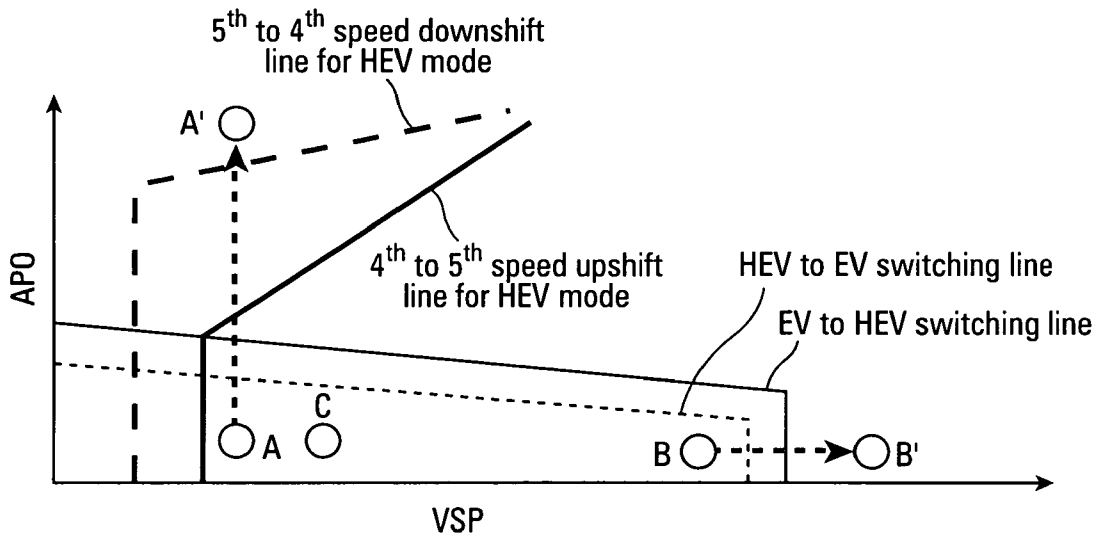 5th to 4th speed downshift
line for HEV mode
A'
4th to 5th speed upshift
line for HEV mode
HEV to EV switching line
EV to HEV switching line
APO
C
A
B
B'
VSP